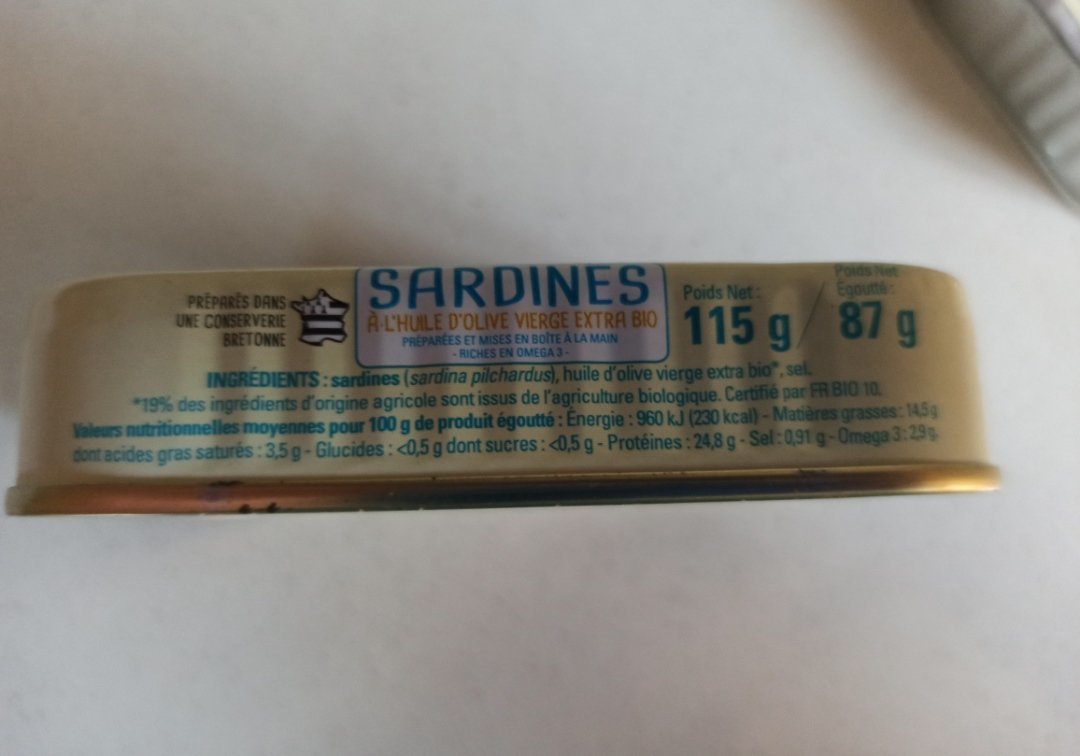 PRÉPARÉS DANS
UNE CONSERVERIE
BRETONNE
SARDINES
À L'HUILE D'OLIVE VIERGE EXTRA BIO
PRÉPARÉES ET MISES EN BOÎTE À LA MAIN
- RICHES EN OMEGA 3 -
Poids Net :
115 g
Poids Net
Égoutté :
87 g
INGRÉDIENTS : sardines (sardina pilchardus), huile d'olive vierge extra bio*, sel.
*19% des ingrédients d'origine agricole sont issus de l'agriculture biologique. Certifié par FR BIO 10.
Valeurs nutritionnelles moyennes pour 100 g de produit égoutté : Énergie : 960 kJ (230 kcal) - Matières grasses : 14,5 g
dont acides gras saturés : 3,5 g - Glucides : <0,5 g dont sucres : <0,5 g - Protéines : 24,8 g - Sel : 0,91 g - Omega 3 : 2,9 g.